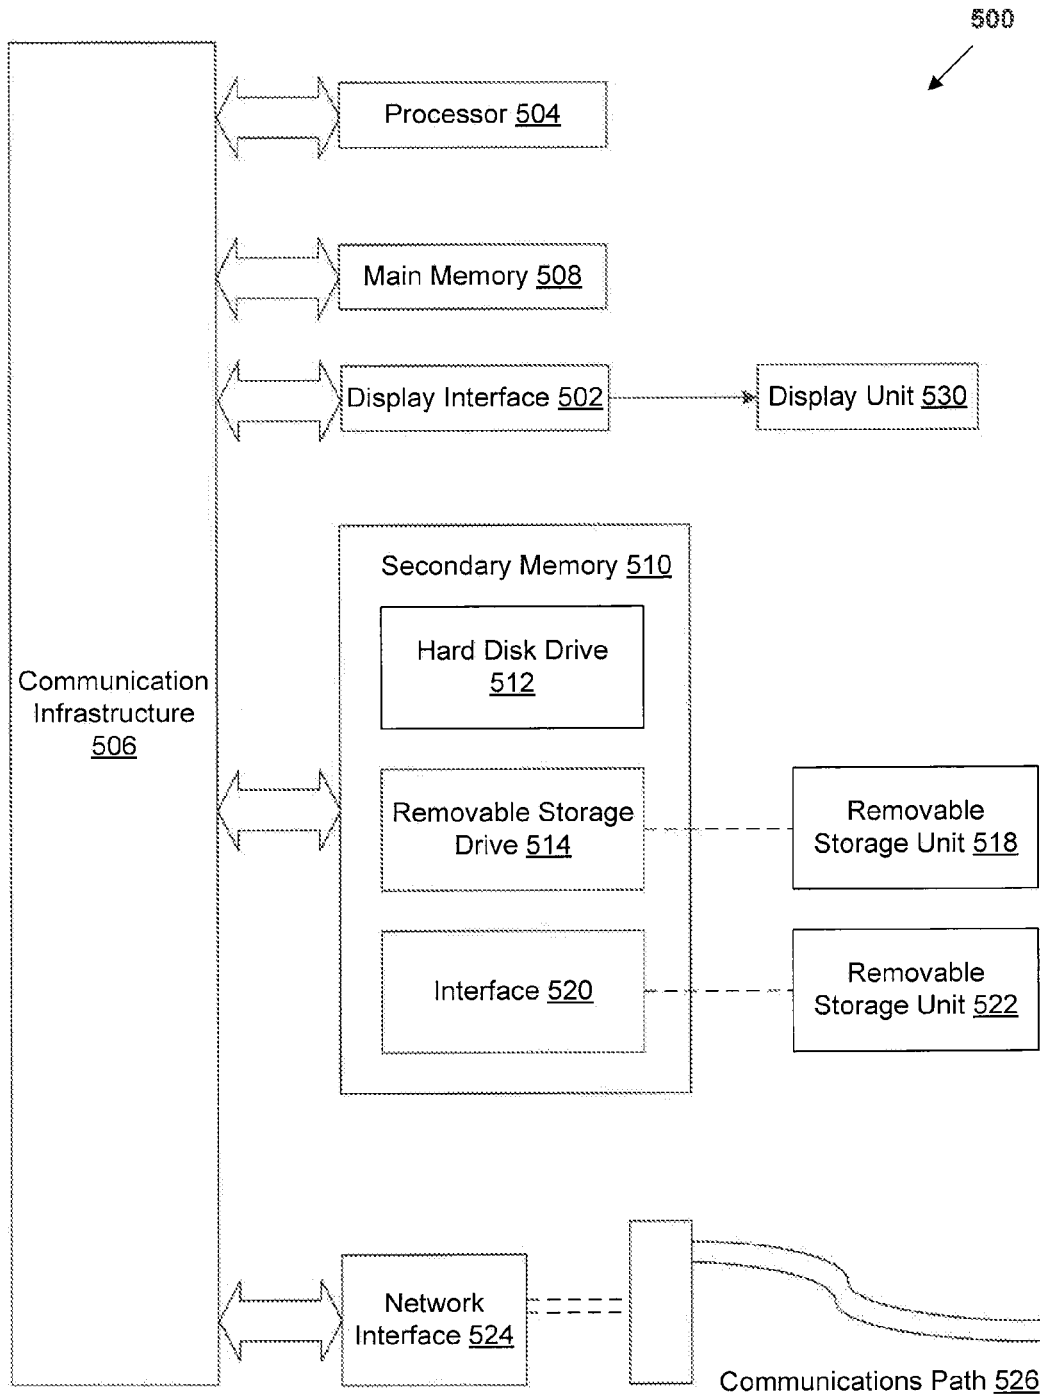 500
Processor 504
Main Memory 508
Display Interface 502
Display Unit 530
Secondary Memory 510
Hard Disk Drive
512
Communication
Infrastructure
506
Removable Storage
Drive 514
Removable
Storage Unit 518
Interface 520
Removable
Storage Unit 522
Network
Interface 524
Communications Path 526